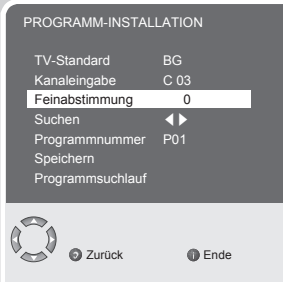 PROGRAMM-INSTALLATION
TV-Standard BG
Kanaleingabe C 03
Feinabstimmung 0
Suchen
Programmnummer P01
Speichern
Programmsuchlauf
Zurück Ende